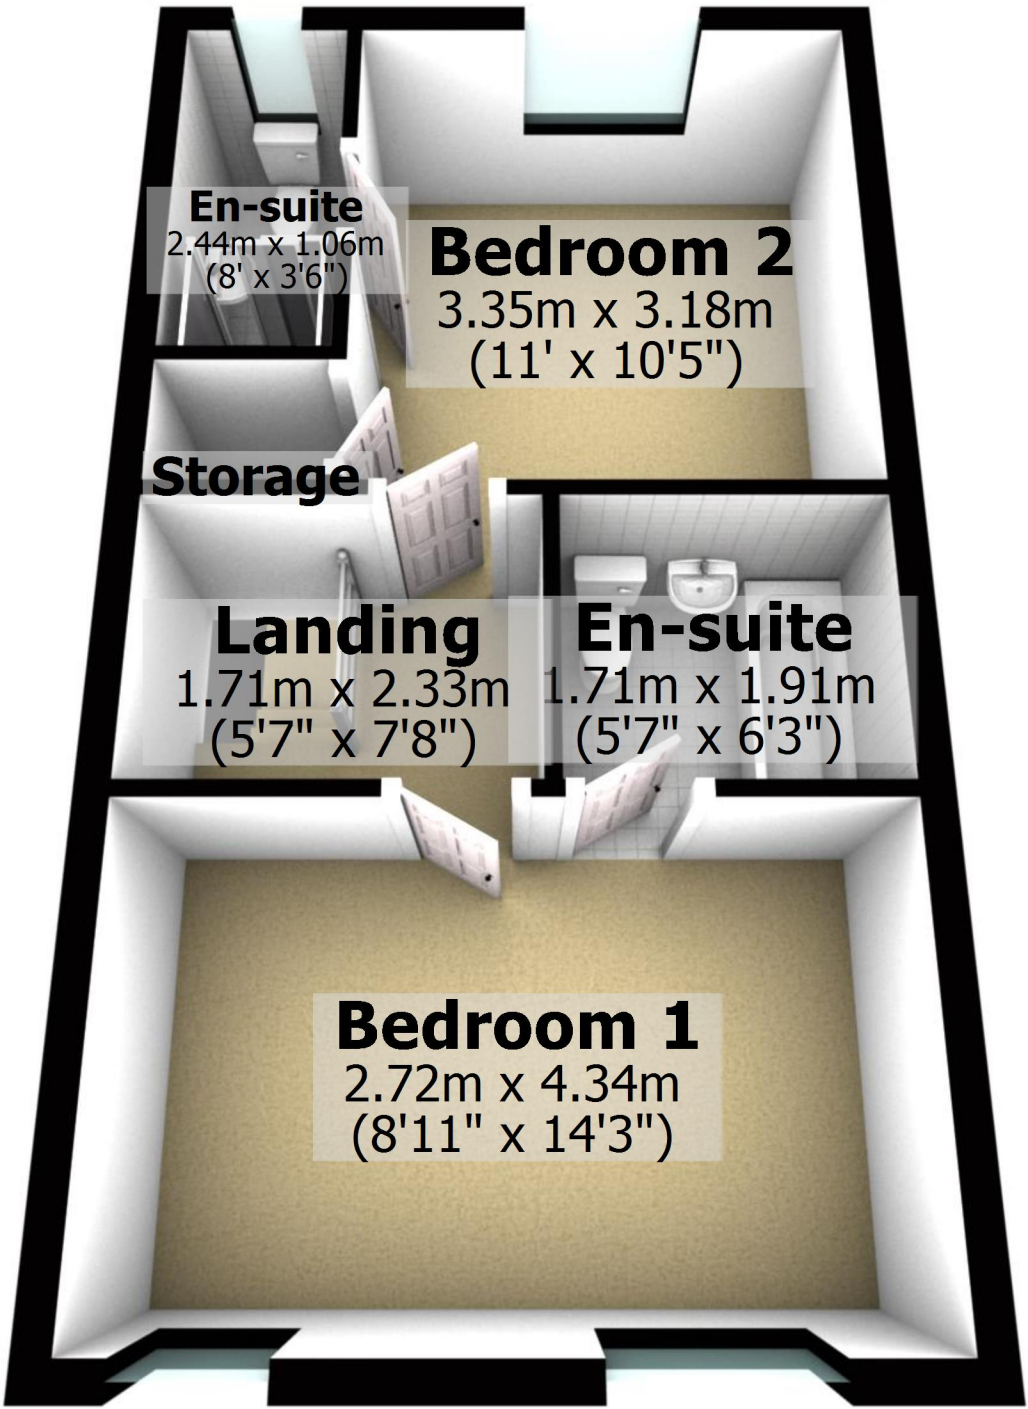 En-suite
2.44m x 1.06m
(8' x 3'6")
Bedroom 2
3.35m x 3.18m
(11' x 10'5")
Storage
Landing
1.71m x 2.33m
(5'7" x 7'8")
En-suite
1.71m x 1.91m
(5'7" x 6'3")
Bedroom 1
2.72m x 4.34m
(8'11" x 14'3")